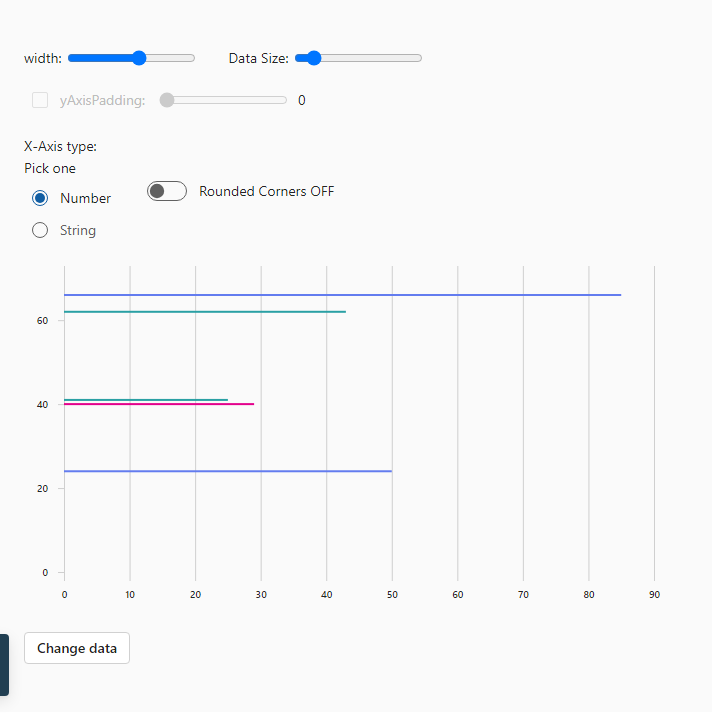 width: Data Size:
yAxisPadding: 0
X-Axis type:
Pick one
Number Rounded Corners OFF
String
60
40
20
0
0 10 20 30 40 50 60 70 80 90
Change data